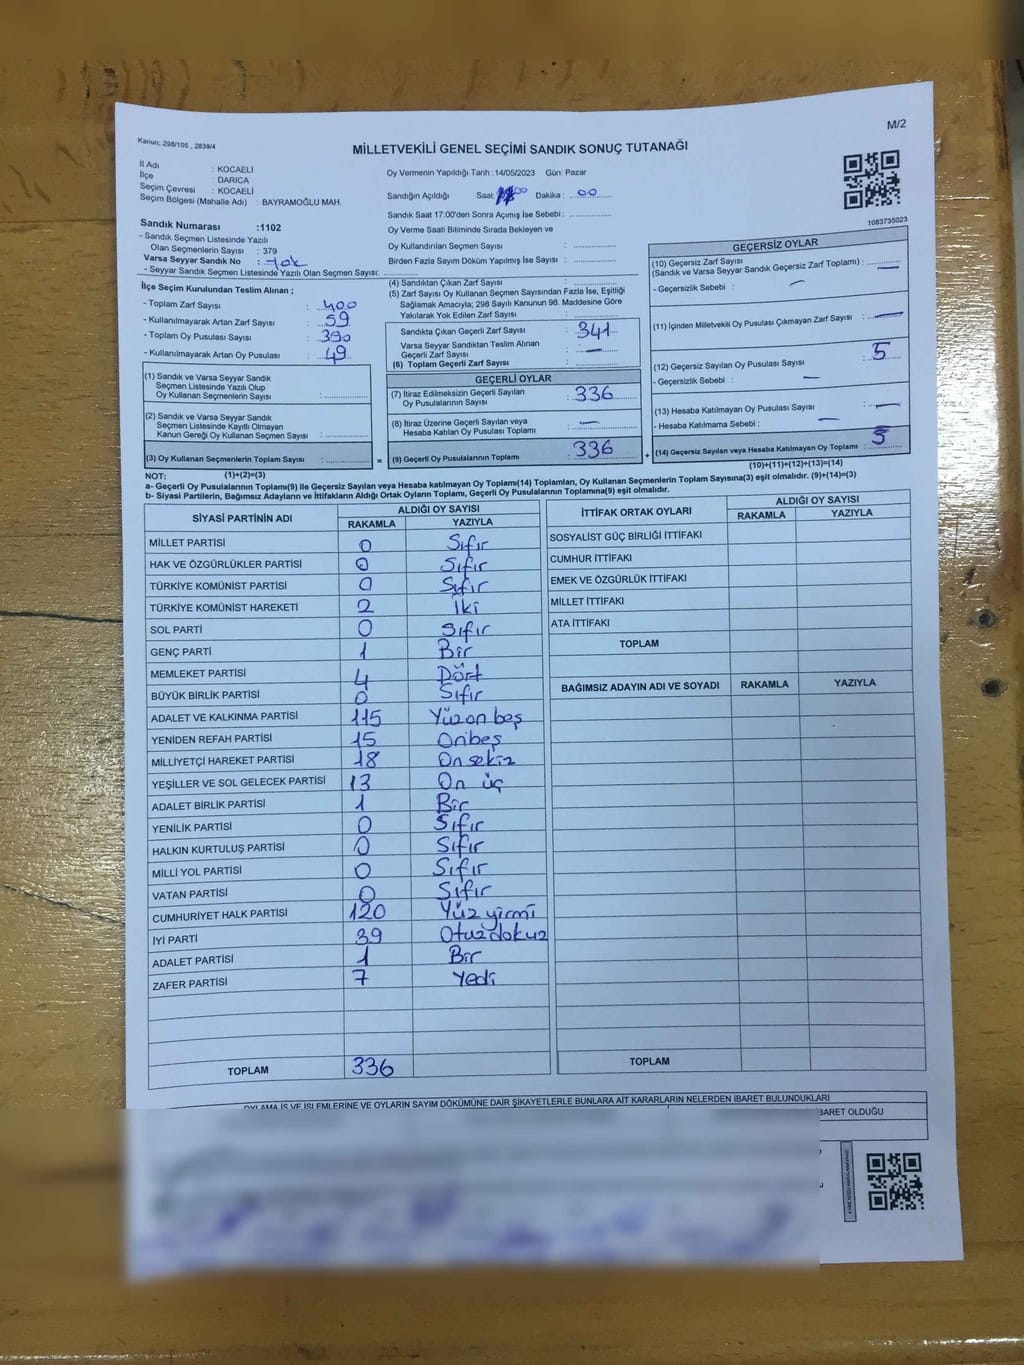 M/2
Kanun; 298/105 , 2839/4
MİLLETVEKİLİ GENEL SEÇİMİ SANDIK SONUÇ TUTANAĞI
İl Adı : KOCAELİ
İlçe : DARICA
Seçim Çevresi : KOCAELİ
Seçim Bölgesi (Mahalle Adı) : BAYRAMOĞLU MAH.
Sandık Numarası :1102
- Sandık Seçmen Listesinde Yazılı
Olan Seçmenlerin Sayısı : 379
Varsa Seyyar Sandık No : yok
- Seyyar Sandık Seçmen Listesinde Yazılı Olan Seçmen Sayısı:
İlçe Seçim Kurulundan Teslim Alınan ;
- Toplam Zarf Sayısı : 400
- Kullanılmayarak Artan Zarf Sayısı : 59
- Toplam Oy Pusulası Sayısı : 390
- Kullanılmayarak Artan Oy Pusulası : 49
(1) Sandık ve Varsa Seyyar Sandık
Seçmen Listesinde Yazılı Olup
Oy Kullanan Seçmenlerin Sayısı :
(2) Sandık ve Varsa Seyyar Sandık
Seçmen Listesinde Kayıtlı Olmayan
Kanun Gereği Oy Kullanan Seçmen Sayısı :
(3) Oy Kullanan Seçmenlerin Toplam Sayısı :
(1)+(2)=(3)
Oy Vermenin Yapıldığı Tarih :14/05/2023 Gün: Pazar
Sandığın Açıldığı Saat Dakika : 00
Sandık Saat 17:00'den Sonra Açımış İse Sebebi :
Oy Verme Saati Bitiminde Sırada Bekleyen ve
Oy Kullandırılan Seçmen Sayısı :
Birden Fazla Sayım Döküm Yapılmış İse Sayısı :
(4) Sandıktan Çıkan Zarf Sayısı :
(5) Zarf Sayısı Oy Kullanan Seçmen Sayısından Fazla İse, Eşitliği
Sağlamak Amacıyla; 298 Sayılı Kanunun 98. Maddesine Göre
Yakılarak Yok Edilen Zarf Sayısı :
Sandıkta Çıkan Geçerli Zarf Sayısı : 341
Varsa Seyyar Sandıktan Teslim Alınan
Geçerli Zarf Sayısı : —
(6) Toplam Geçerli Zarf Sayısı :
GEÇERLİ OYLAR
(7) İtiraz Edilmeksizin Geçerli Sayılan
Oy Pusulalarının Sayısı : 336
(8) İtiraz Üzerine Geçerli Sayılan veya
Hesaba Katılan Oy Pusulası Toplamı : —
= (9) Geçerli Oy Pusulalarının Toplamı : 336
1083735023
GEÇERSİZ OYLAR
(10) Geçersiz Zarf Sayısı
(Sandık ve Varsa Seyyar Sandık Geçersiz Zarf Toplamı) : —
- Geçersizlik Sebebi : —
(11) İçinden Milletvekili Oy Pusulası Çıkmayan Zarf Sayısı : —
(12) Geçersiz Sayılan Oy Pusulası Sayısı : 5
- Geçersizlik Sebebi : —
(13) Hesaba Katılmayan Oy Pusulası Sayısı : —
- Hesaba Katılmama Sebebi : —
+ (14) Geçersiz Sayılan veya Hesaba Katılmayan Oy Toplamı : 5
(10)+(11)+(12)+(13)=(14)
NOT:
a- Geçerli Oy Pusulalarının Toplamı(9) ile Geçersiz Sayılan veya Hesaba katılmayan Oy Toplamı(14) Toplamları, Oy Kullanan Seçmenlerin Toplam Sayısına(3) eşit olmalıdır. (9)+(14)=(3)
b- Siyasi Partilerin, Bağımsız Adayların ve İttifakların Aldığı Ortak Oyların Toplamı, Geçerli Oy Pusulalarının Toplamına(9) eşit olmalıdır.
SİYASİ PARTİNİN ADI ALDIĞI OY SAYISI
RAKAMLA YAZIYLA
MİLLET PARTİSİ 0 Sıfır
HAK VE ÖZGÜRLÜKLER PARTİSİ 0 Sıfır
TÜRKİYE KOMÜNİST PARTİSİ 0 Sıfır
TÜRKİYE KOMÜNİST HAREKETİ 2 İki
SOL PARTİ 0 Sıfır
GENÇ PARTİ 1 Bir
MEMLEKET PARTİSİ 4 Dört
BÜYÜK BİRLİK PARTİSİ 0 Sıfır
ADALET VE KALKINMA PARTİSİ 115 Yüzonbeş
YENİDEN REFAH PARTİSİ 15 Onbeş
MİLLİYETÇİ HAREKET PARTİSİ 18 Onsekiz
YEŞİLLER VE SOL GELECEK PARTİSİ 13 On üç
ADALET BİRLİK PARTİSİ 1 Bir
YENİLİK PARTİSİ 0 Sıfır
HALKIN KURTULUŞ PARTİSİ 0 Sıfır
MİLLİ YOL PARTİSİ 0 Sıfır
VATAN PARTİSİ 0 Sıfır
CUMHURİYET HALK PARTİSİ 120 Yüzyirmi
İYİ PARTİ 39 Otuzdokuz
ADALET PARTİSİ 1 Bir
ZAFER PARTİSİ 7 Yedi
TOPLAM 336
İTTİFAK ORTAK OYLARI ALDIĞI OY SAYISI
RAKAMLA YAZIYLA
SOSYALİST GÜÇ BİRLİĞİ İTTİFAKI
CUMHUR İTTİFAKI
EMEK VE ÖZGÜRLÜK İTTİFAKI
MİLLET İTTİFAKI
ATA İTTİFAKI
TOPLAM
BAĞIMSIZ ADAYIN ADI VE SOYADI RAKAMLA YAZIYLA
TOPLAM
OYLAMA İŞ VE İŞLEMLERİNE VE OYLARIN SAYIM DÖKÜMÜNE DAİR ŞİKAYETLERLE BUNLARA AİT KARARLARIN NELERDEN İBARET BULUNDUKLARI
İBARET OLDUĞU